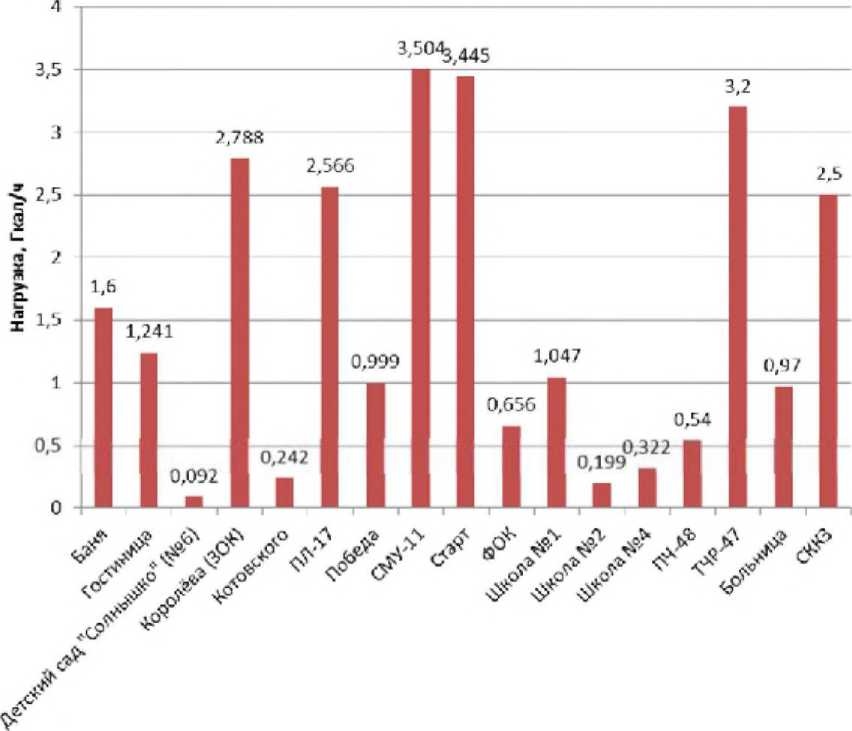 Нагрузка, Гкал/ч
4
3,5
3
2,5
2
1,5
1
0,5
0
1,6
1,241
0,092
2,788
0,242
2,566
0,999
3,504
3,445
0,656
1,047
0,199
0,322
0,54
3,2
0,97
2,5
Баня
Гостиница
Детский сад "Солнышко" (№6)
Королёва (ЗОК)
Котовского
ПЛ-17
Победа
СМУ-11
Старт
ФОК
Школа №1
Школа №2
Школа №4
ПЧ-48
ТЧР-47
Больница
СККЗ